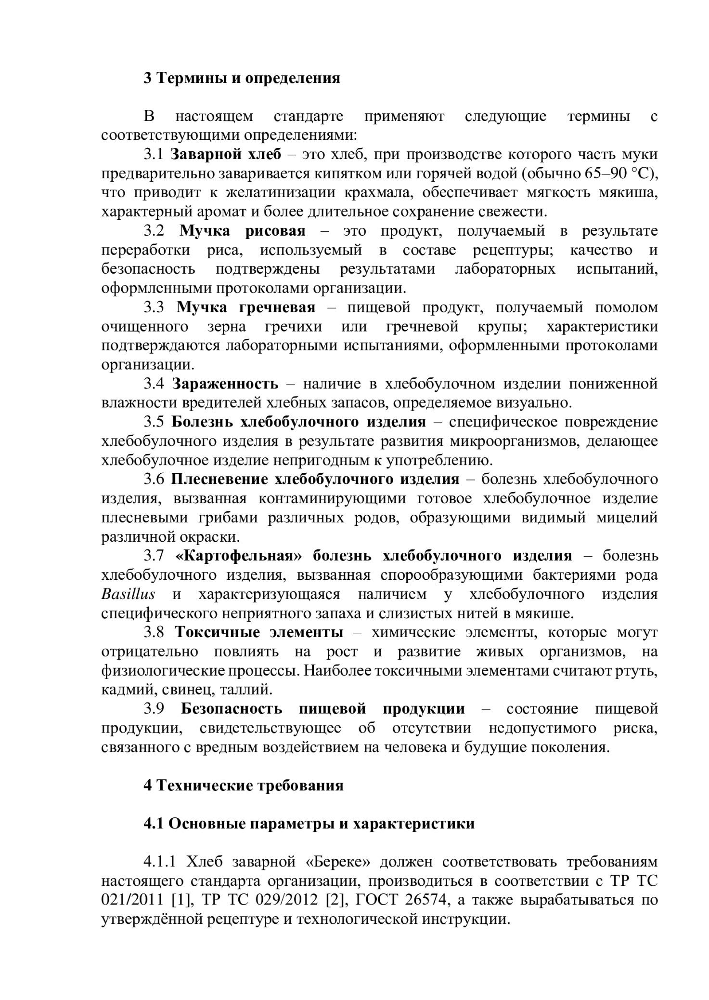 3 Термины и определения
В настоящем стандарте применяют следующие термины с
соответствующими определениями:
3.1 Заварной хлеб – это хлеб, при производстве которого часть муки
предварительно заваривается кипятком или горячей водой (обычно 65–90 °C),
что приводит к желатинизации крахмала, обеспечивает мягкость мякиша,
характерный аромат и более длительное сохранение свежести.
3.2 Мучка рисовая – это продукт, получаемый в результате
переработки риса, используемый в составе рецептуры; качество и
безопасность подтверждены результатами лабораторных испытаний,
оформленными протоколами организации.
3.3 Мучка гречневая – пищевой продукт, получаемый помолом
очищенного зерна гречихи или гречневой крупы; характеристики
подтверждаются лабораторными испытаниями, оформленными протоколами
организации.
3.4 Зараженность – наличие в хлебобулочном изделии пониженной
влажности вредителей хлебных запасов, определяемое визуально.
3.5 Болезнь хлебобулочного изделия – специфическое повреждение
хлебобулочного изделия в результате развития микроорганизмов, делающее
хлебобулочное изделие непригодным к употреблению.
3.6 Плесневение хлебобулочного изделия – болезнь хлебобулочного
изделия, вызванная контаминирующими готовое хлебобулочное изделие
плесневыми грибами различных родов, образующими видимый мицелий
различной окраски.
3.7 «Картофельная» болезнь хлебобулочного изделия – болезнь
хлебобулочного изделия, вызванная спорообразующими бактериями рода
Basillus и характеризующаяся наличием у хлебобулочного изделия
специфического неприятного запаха и слизистых нитей в мякише.
3.8 Токсичные элементы – химические элементы, которые могут
отрицательно повлиять на рост и развитие живых организмов, на
физиологические процессы. Наиболее токсичными элементами считают ртуть,
кадмий, свинец, таллий.
3.9 Безопасность пищевой продукции – состояние пищевой
продукции, свидетельствующее об отсутствии недопустимого риска,
связанного с вредным воздействием на человека и будущие поколения.
4 Технические требования
4.1 Основные параметры и характеристики
4.1.1 Хлеб заварной «Береке» должен соответствовать требованиям
настоящего стандарта организации, производиться в соответствии с ТР ТС
021/2011 [1], ТР ТС 029/2012 [2], ГОСТ 26574, а также вырабатываться по
утверждённой рецептуре и технологической инструкции.